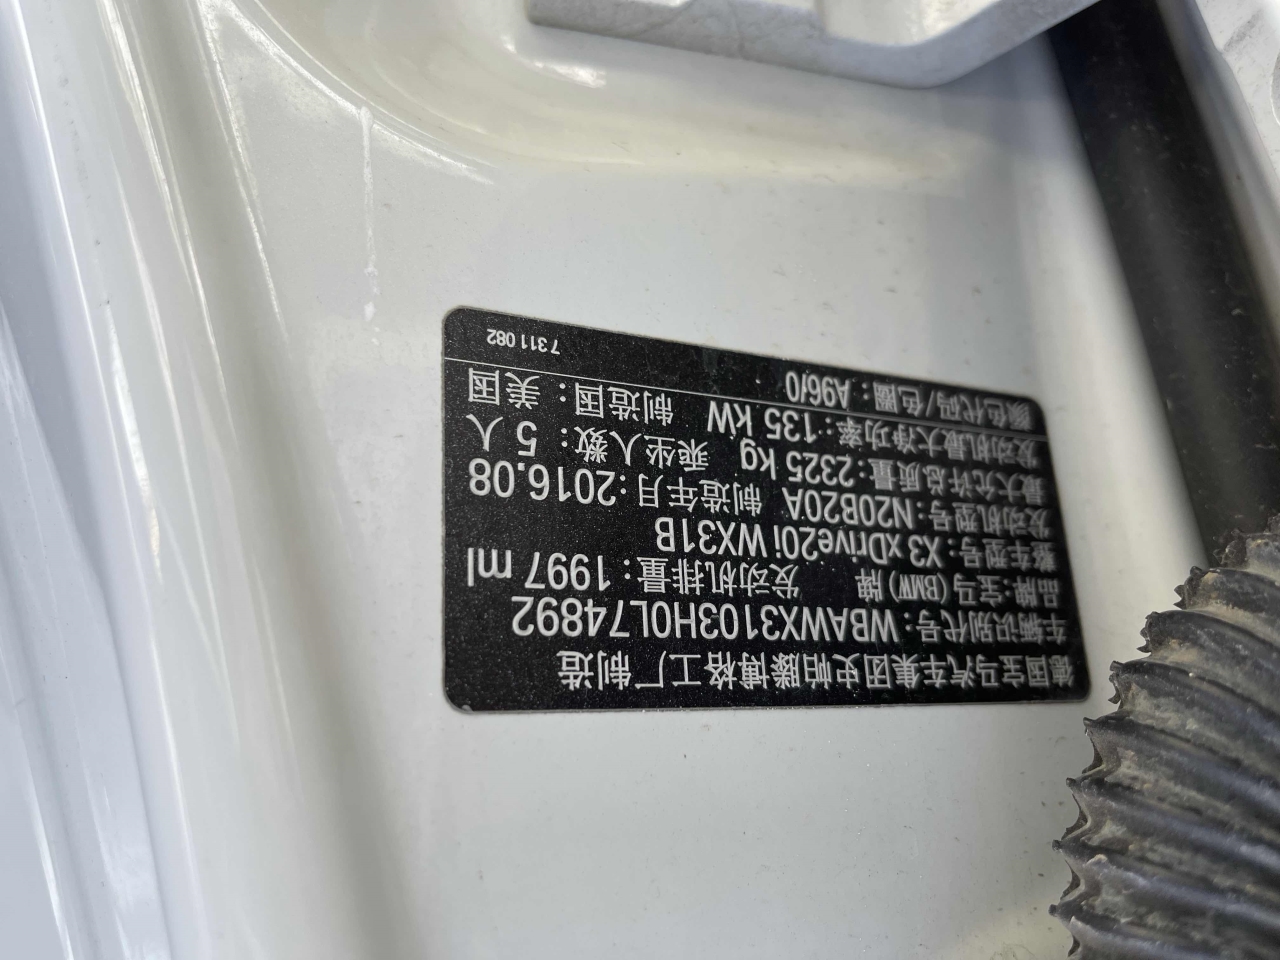 德国宝马汽车集团史帕滕博格工厂 制造
车辆识别代号：WBAWX3103H0L74892
品牌：宝马(BMW)牌 发动机排量：1997 ml
整车型号：X3 xDrive20i WX31B
发动机型号：N20B20A 制造年月：2016.08
最大允许总质量：2325 kg 乘坐人数：5 人
发动机最大净功率：135 kW 制造国：美国
颜色代码/色圈：A96/0
7 311 082